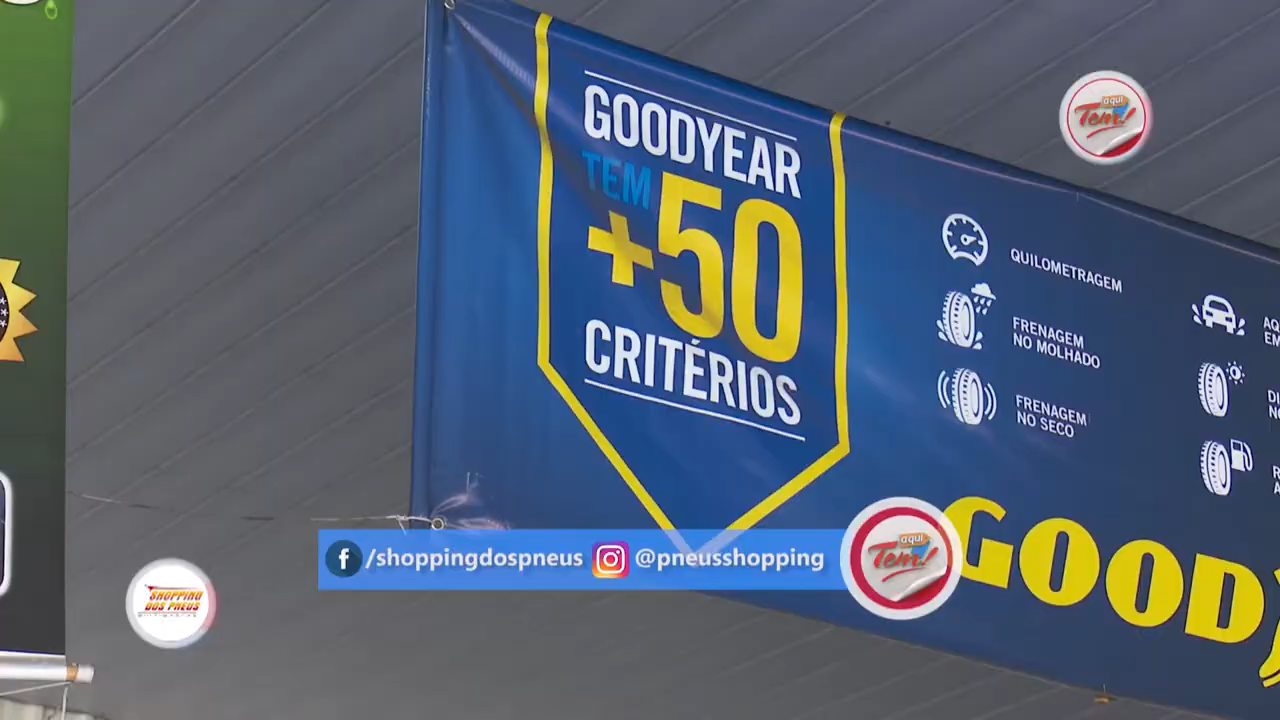 GOODYEAR
TEM
+50
CRITÉRIOS
QUILOMETRAGEM
FRENAGEM
NO MOLHADO
FRENAGEM
NO SECO
aqui
Tem!
GOOD
/shoppingdospneus @pneusshopping
aqui
Tem!
SHOPPING
DOS PNEUS